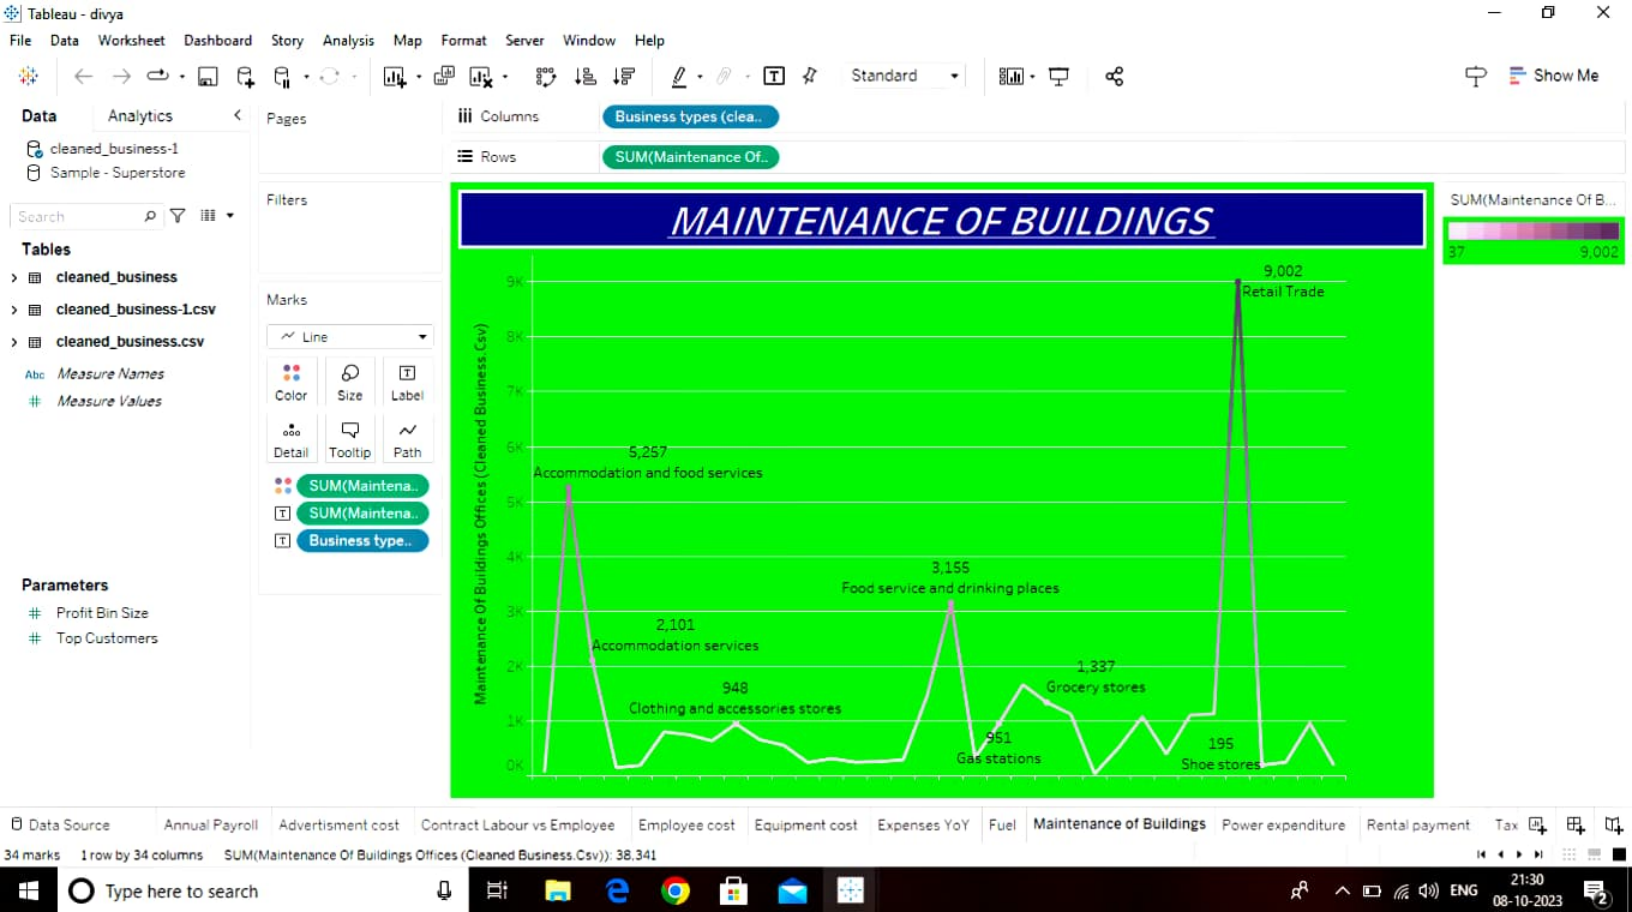 Tableau - divya
File Data Worksheet Dashboard Story Analysis Map Format Server Window Help
Standard
Show Me
Data Analytics
cleaned_business-1
Sample - Superstore
Search
Tables
cleaned_business
cleaned_business-1.csv
cleaned_business.csv
Abc Measure Names
# Measure Values
Parameters
# Profit Bin Size
# Top Customers
Pages
Filters
Marks
Line
Color Size Label
Detail Tooltip Path
SUM(Maintena..
T SUM(Maintena..
T Business type..
Columns Business types (clea..
Rows SUM(Maintenance Of..
MAINTENANCE OF BUILDINGS
Maintenance Of Buildings Offices (Cleaned Business.Csv)
9K
8K
7K
6K
5K
4K
3K
2K
1K
0K
9,002
Retail Trade
5,257
Accommodation and food services
3,155
Food service and drinking places
2,101
Accommodation services
1,337
Grocery stores
948
Clothing and accessories stores
951
Gas stations
195
Shoe stores
SUM(Maintenance Of B...
37 9,002
Data Source Annual Payroll Advertisment cost Contract Labour vs Employee Employee cost Equipment cost Expenses YoY Fuel Maintenance of Buildings Power expenditure Rental payment Tax
34 marks 1 row by 34 columns SUM(Maintenance Of Buildings Offices (Cleaned Business.Csv)): 38,341
Type here to search
ENG
21:30
08-10-2023
2